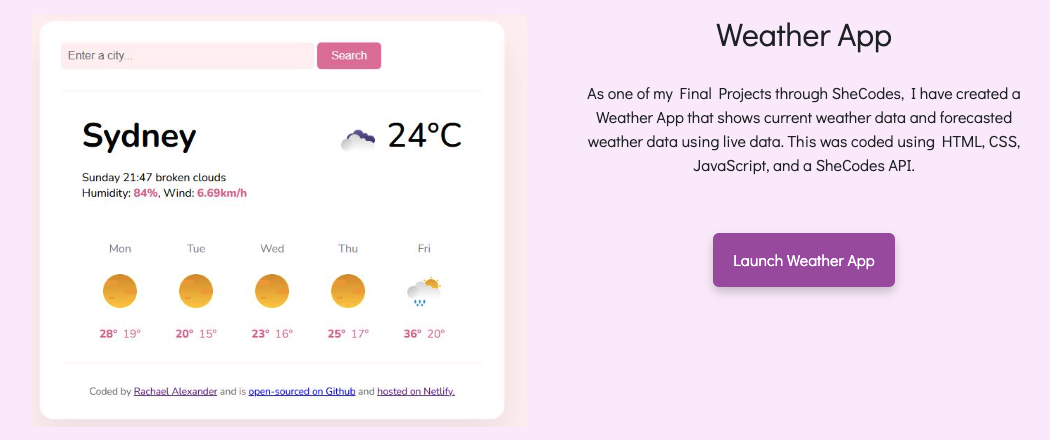 Enter a city...
Search
Sydney
24°C
Sunday 21:47 broken clouds
Humidity: 84%, Wind: 6.69km/h
Mon Tue Wed Thu Fri
28° 19° 20° 15° 23° 16° 25° 17° 36° 20°
Coded by Rachael Alexander and is open-sourced on Github and hosted on Netlify.
Weather App
As one of my Final Projects through SheCodes, I have created a
Weather App that shows current weather data and forecasted
weather data using live data. This was coded using HTML, CSS,
JavaScript, and a SheCodes API.
Launch Weather App